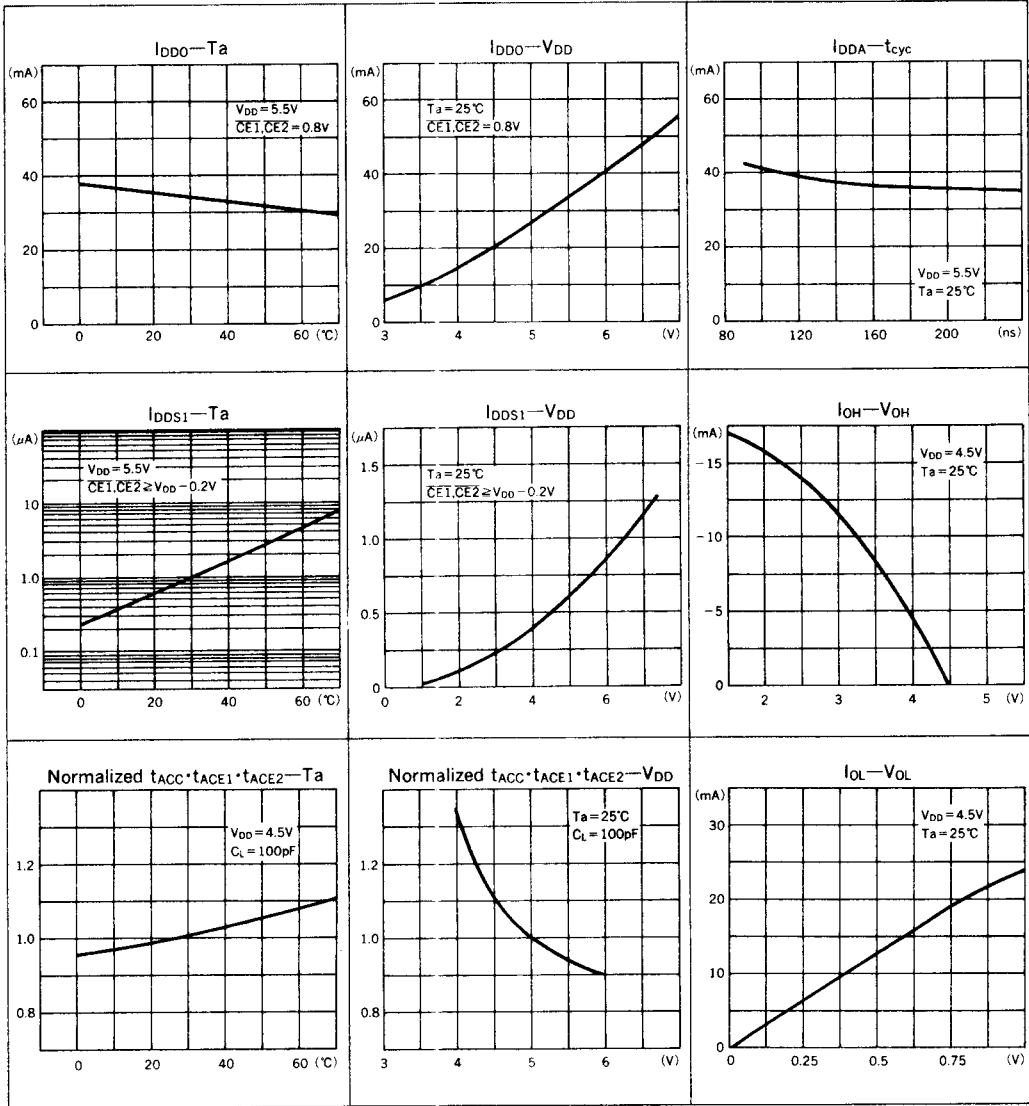 IDDO—Ta
(mA)
60
40
20
0
VDD=5.5V
CE1,CE2=0.8V
0 20 40 60 (℃)
IDDO—VDD
(mA)
60
40
20
0
Ta=25℃
CE1,CE2=0.8V
3 4 5 6 (V)
IDDA—tcyc
(mA)
60
40
20
0
VDD=5.5V
Ta=25℃
80 120 160 200 (ns)
IDDS1—Ta
(μA)
10
1.0
0.1
VDD=5.5V
CE1,CE2≥VDD-0.2V
0 20 40 60 (℃)
IDDS1—VDD
(μA)
1.5
1.0
0.5
0
Ta=25℃
CE1,CE2≥VDD-0.2V
0 2 4 6 (V)
IOH—VOH
(mA)
-15
-10
-5
0
VDD=4.5V
Ta=25℃
2 3 4 5 (V)
Normalized tACC·tACE1·tACE2—Ta
1.2
1.0
0.8
VDD=4.5V
CL=100pF
0 20 40 60 (℃)
Normalized tACC·tACE1·tACE2—VDD
1.2
1.0
0.8
Ta=25℃
CL=100pF
3 4 5 6 (V)
IOL—VOL
(mA)
30
20
10
0
VDD=4.5V
Ta=25℃
0 0.25 0.5 0.75 (V)